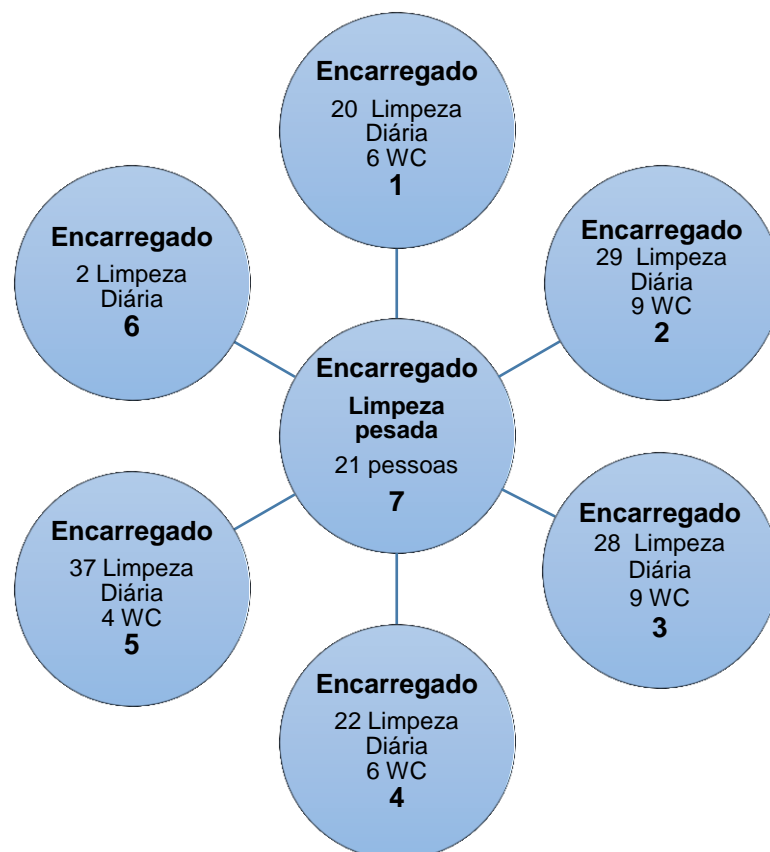 Encarregado
20 Limpeza
Diária
6 WC
1
Encarregado
29 Limpeza
Diária
9 WC
2
Encarregado
28 Limpeza
Diária
9 WC
3
Encarregado
22 Limpeza
Diária
6 WC
4
Encarregado
37 Limpeza
Diária
4 WC
5
Encarregado
2 Limpeza
Diária
6
Encarregado
Limpeza
pesada
21 pessoas
7